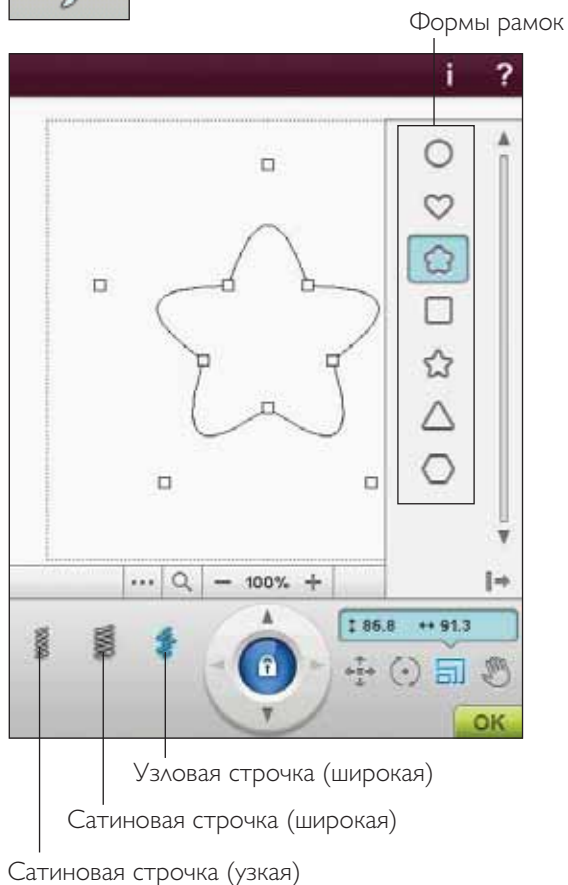 Формы рамок
i ?
... − 100% +
↕ 86.8 ↔ 91.3
OK
Узловая строчка (широкая)
Сатиновая строчка (широкая)
Сатиновая строчка (узкая)